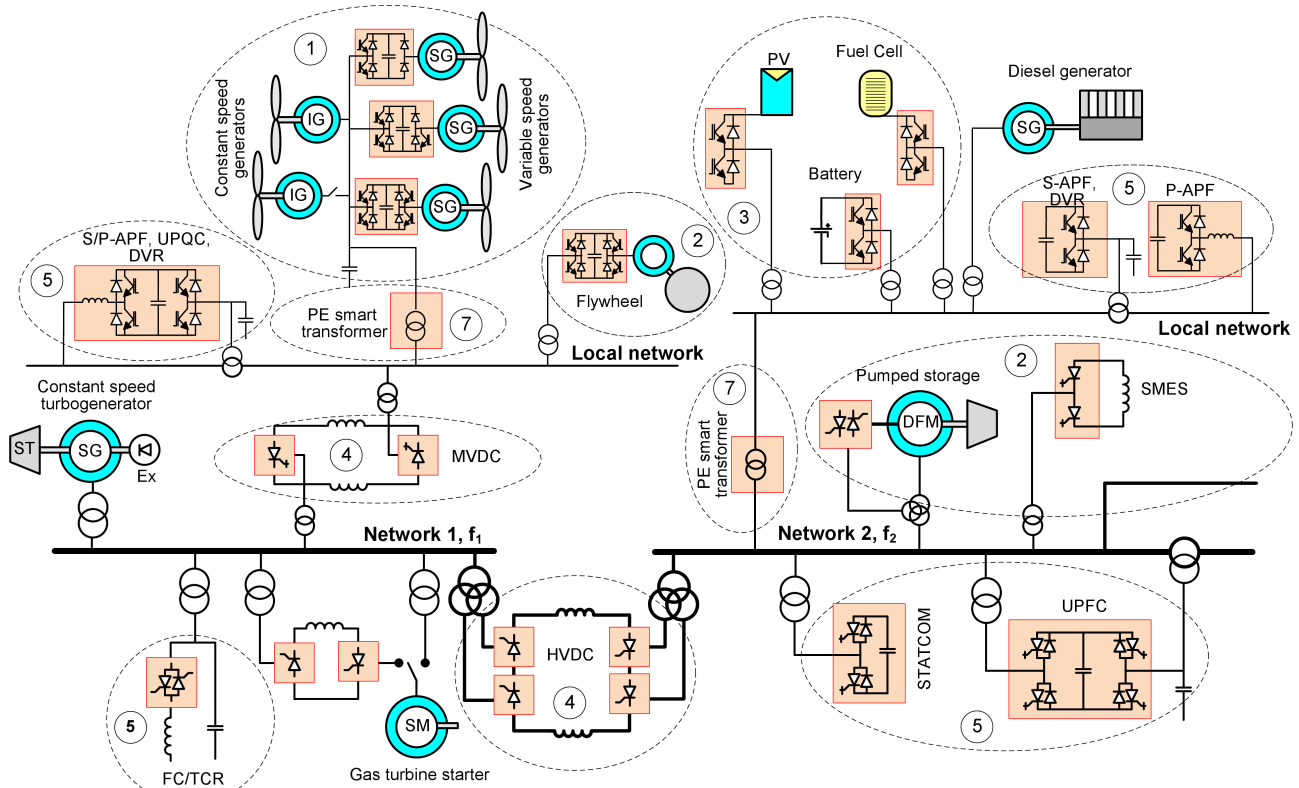 1
SG
Constant speed
generators
IG
SG
Variable speed
generators
IG
SG
PV
Fuel Cell
Battery
3
Diesel generator
SG
S-APF,
DVR
5
P-APF
S/P-APF, UPQC,
DVR
5
2
Flywheel
PE smart
transformer
7
Local network
Local network
Constant speed
turbogenerator
ST
SG
Ex
4
MVDC
7
PE smart
transformer
Pumped storage
DFM
2
SMES
Network 1, f₁
Network 2, f₂
5
FC/TCR
SM
Gas turbine starter
HVDC
4
STATCOM
UPFC
5